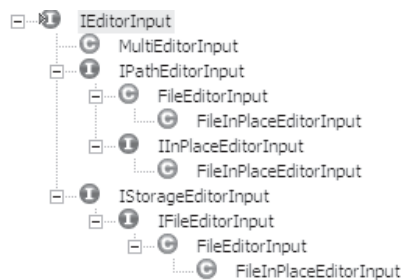 IEditorInput
MultiEditorInput
IPathEditorInput
FileEditorInput
FileInPlaceEditorInput
IInPlaceEditorInput
FileInPlaceEditorInput
IStorageEditorInput
IFileEditorInput
FileEditorInput
FileInPlaceEditorInput